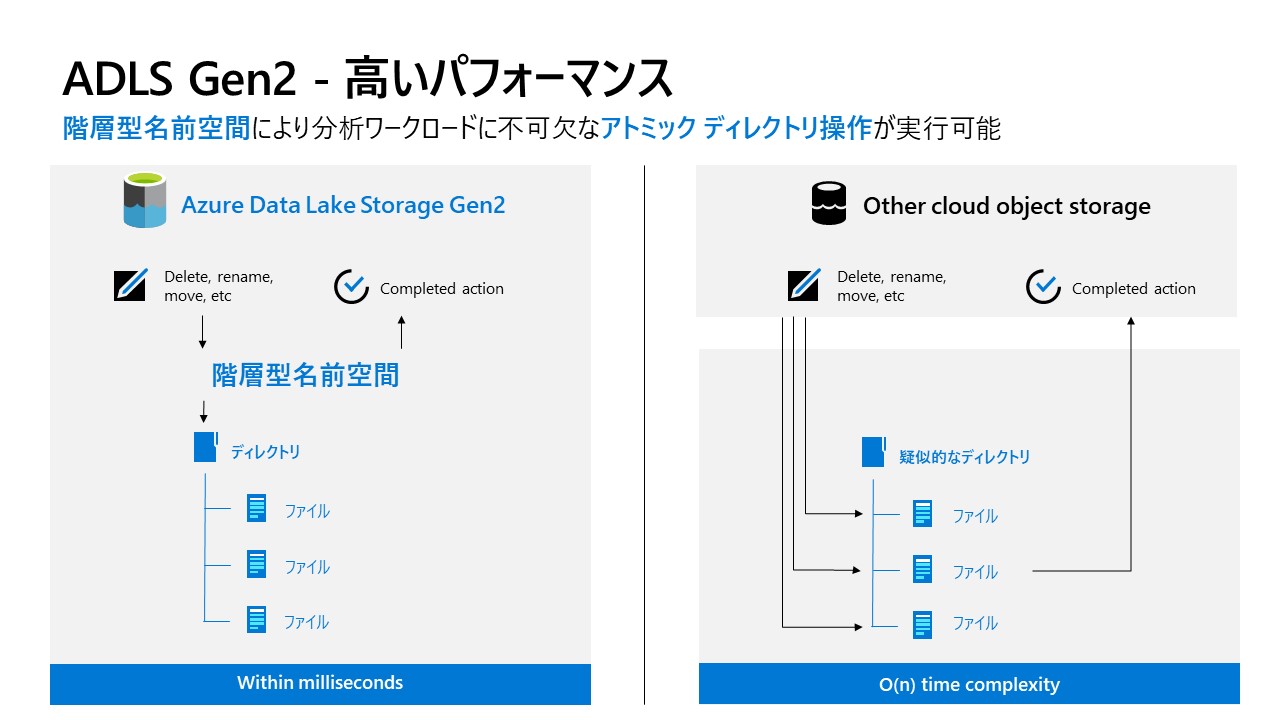 ADLS Gen2 - 高いパフォーマンス
階層型名前空間により分析ワークロードに不可欠なアトミック ディレクトリ操作が実行可能
Azure Data Lake Storage Gen2
Delete, rename,
move, etc
Completed action
階層型名前空間
ディレクトリ
ファイル
ファイル
ファイル
Within milliseconds
Other cloud object storage
Delete, rename,
move, etc
Completed action
疑似的なディレクトリ
ファイル
ファイル
ファイル
O(n) time complexity